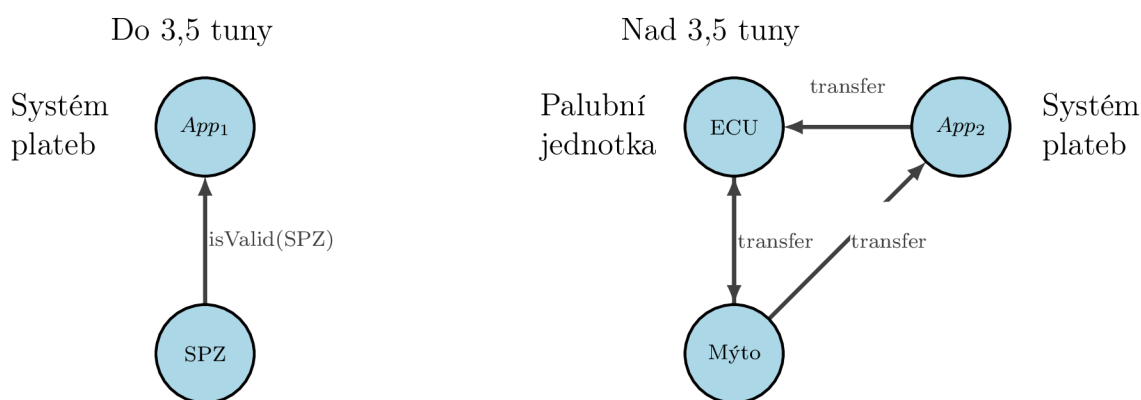 Do 3,5 tuny
Systém
plateb
App₁
isValid(SPZ)
SPZ
Nad 3,5 tuny
Palubní
jednotka
ECU
transfer
App₂
Systém
plateb
transfer
transfer
Mýto